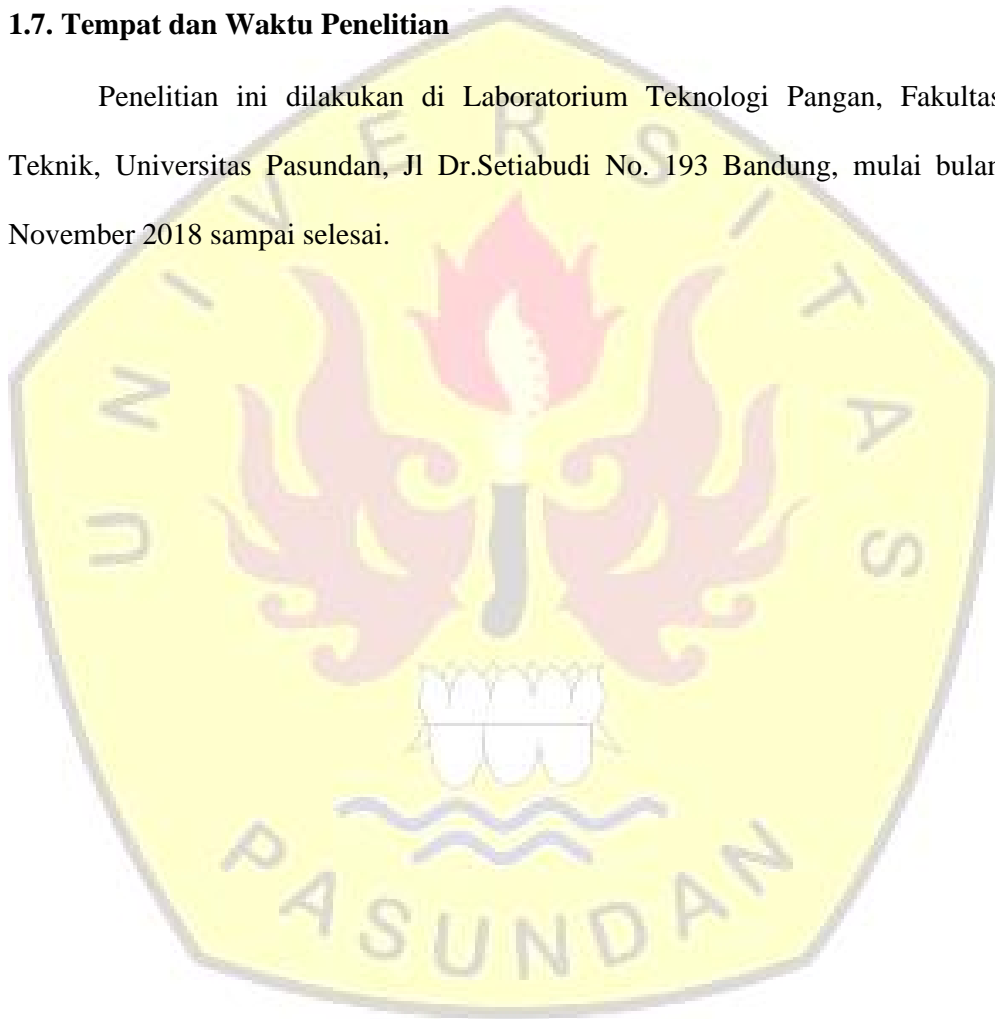 1.7. Tempat dan Waktu Penelitian
Penelitian ini dilakukan di Laboratorium Teknologi Pangan, Fakultas
Teknik, Universitas Pasundan, Jl Dr.Setiabudi No. 193 Bandung, mulai bulan
November 2018 sampai selesai.
UNIVERSITAS
PASUNDAN